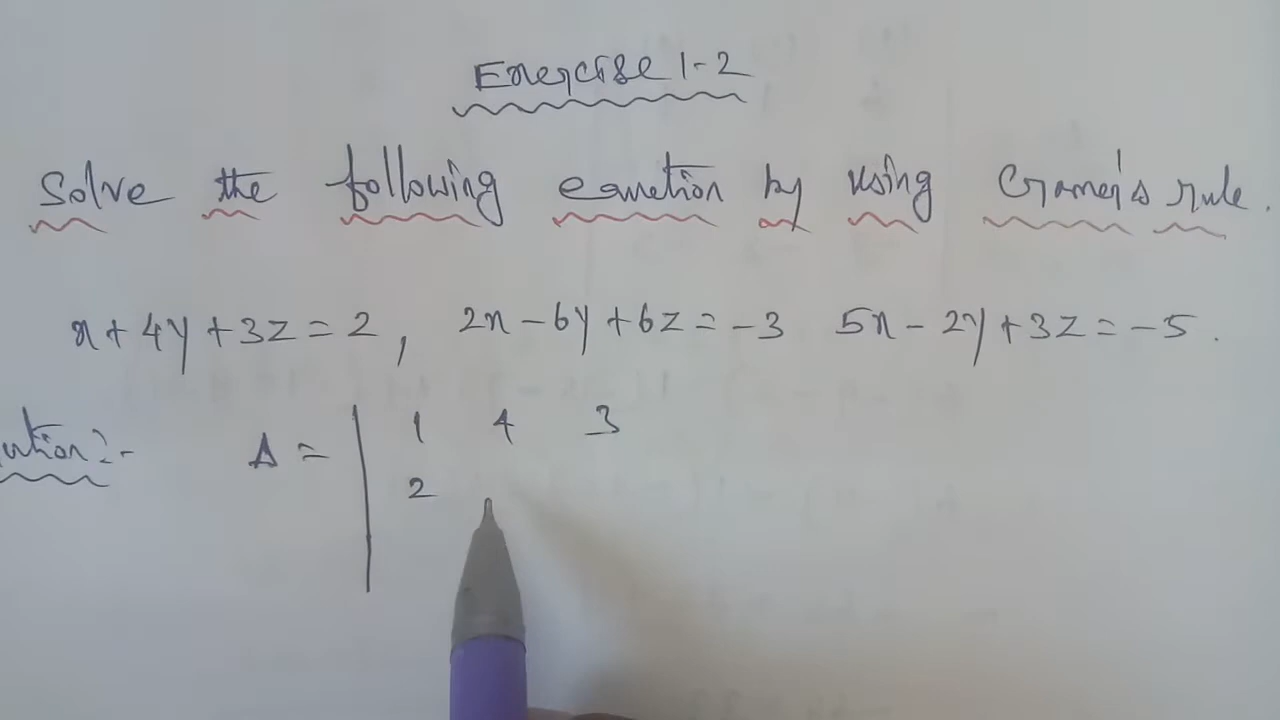 Exercise 1-2
Solve the following equation by using Cramer's rule.
x + 4y + 3z = 2, 2x - 6y + 6z = -3 5x - 2y + 3z = -5.
ution:- Δ = | 1 4 3
2